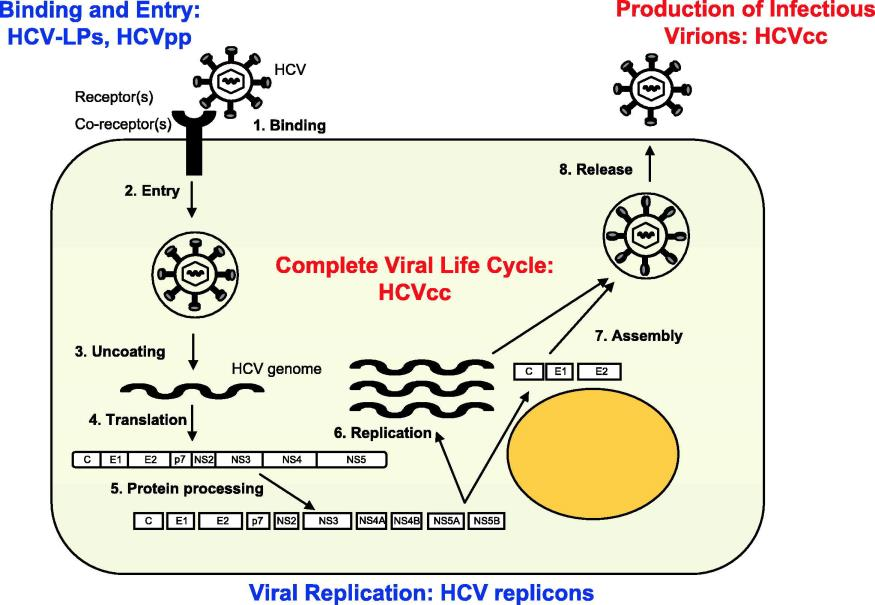 Binding and Entry:
HCV-LPs, HCVpp
Production of Infectious
Virions: HCVcc
HCV
Receptor(s)
Co-receptor(s)
1. Binding
2. Entry
8. Release
Complete Viral Life Cycle:
HCVcc
3. Uncoating
HCV genome
7. Assembly
C E1 E2
4. Translation
6. Replication
C E1 E2 p7 NS2 NS3 NS4 NS5
5. Protein processing
C E1 E2 p7 NS2 NS3 NS4A NS4B NS5A NS5B
Viral Replication: HCV replicons